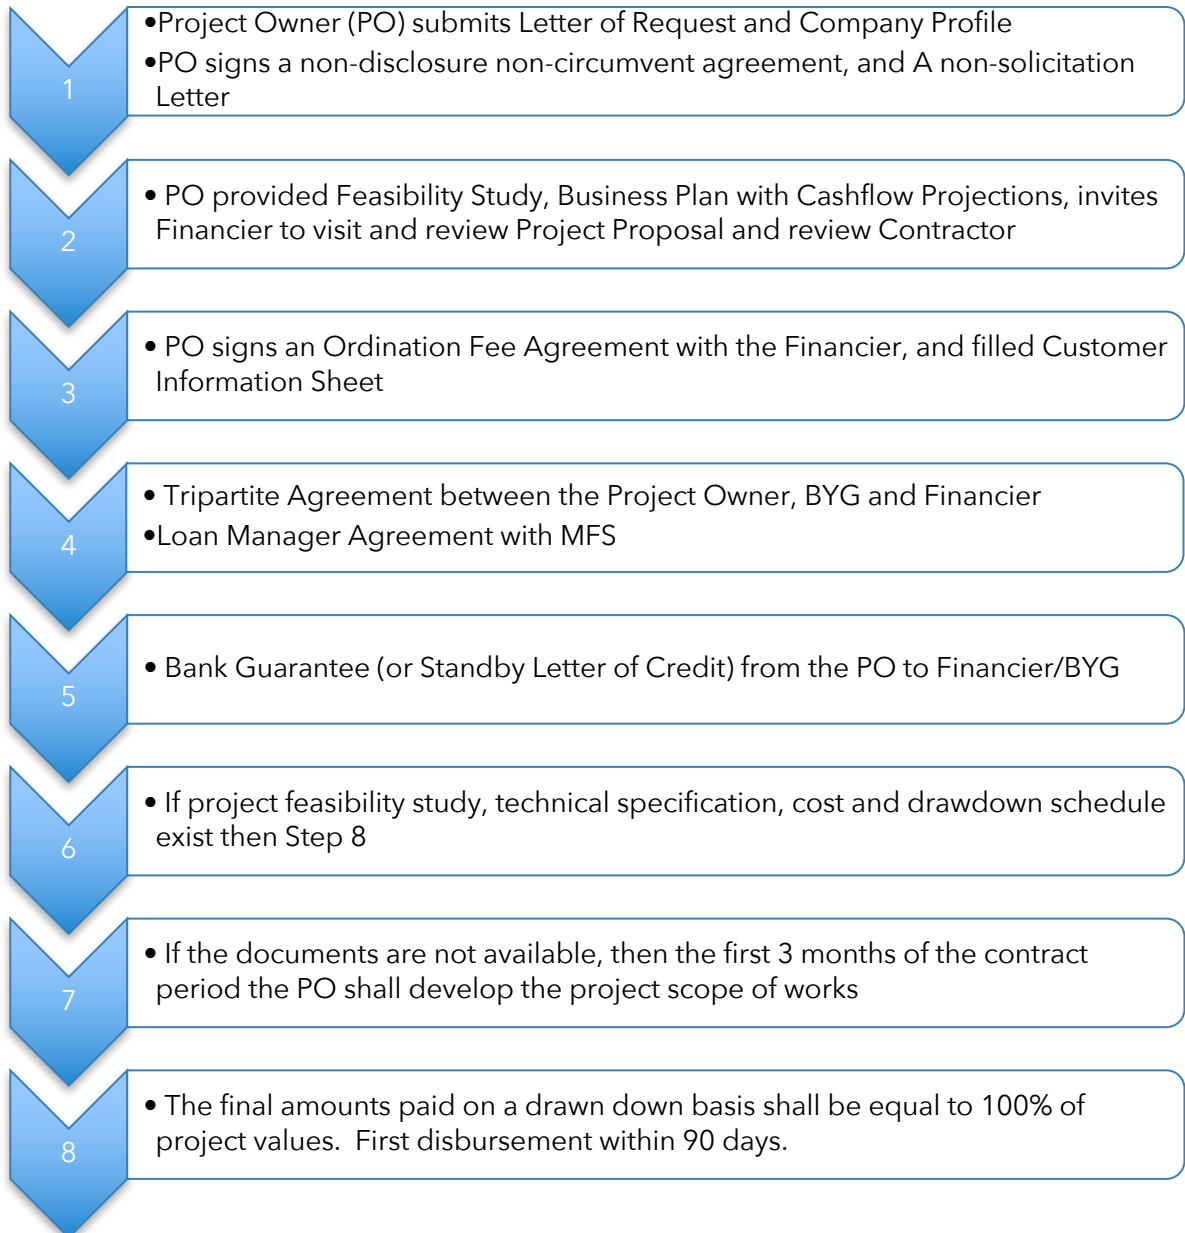 1
•Project Owner (PO) submits Letter of Request and Company Profile
•PO signs a non-disclosure non-circumvent agreement, and A non-solicitation
Letter
2
• PO provided Feasibility Study, Business Plan with Cashflow Projections, invites
Financier to visit and review Project Proposal and review Contractor
3
• PO signs an Ordination Fee Agreement with the Financier, and filled Customer
Information Sheet
4
• Tripartite Agreement between the Project Owner, BYG and Financier
•Loan Manager Agreement with MFS
5
• Bank Guarantee (or Standby Letter of Credit) from the PO to Financier/BYG
6
• If project feasibility study, technical specification, cost and drawdown schedule
exist then Step 8
7
• If the documents are not available, then the first 3 months of the contract
period the PO shall develop the project scope of works
8
• The final amounts paid on a drawn down basis shall be equal to 100% of
project values.  First disbursement within 90 days.